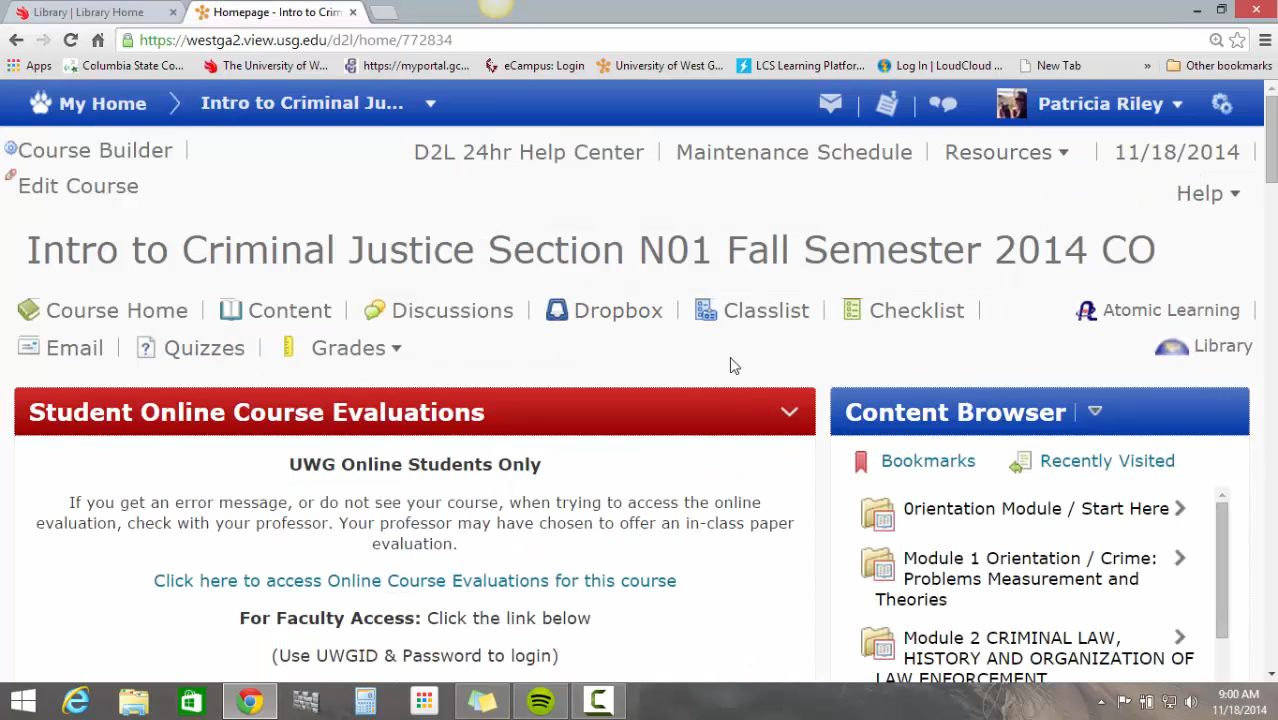 Library | Library Home
Homepage - Intro to Crim
https://westga2.view.usg.edu/d2l/home/772834
Apps
Columbia State Co...
The University of W...
https://myportal.gc...
eCampus: Login
University of West G...
LCS Learning Platfor...
Log In | LoudCloud ...
New Tab
»
Other bookmarks
My Home
Intro to Criminal Ju...
Patricia Riley
Course Builder
D2L 24hr Help Center
Maintenance Schedule
Resources
11/18/2014
Edit Course
Help
Intro to Criminal Justice Section N01 Fall Semester 2014 CO
Course Home
Content
Discussions
Dropbox
Classlist
Checklist
Atomic Learning
Email
Quizzes
Grades
Library
Student Online Course Evaluations
UWG Online Students Only
If you get an error message, or do not see your course, when trying to access the online
evaluation, check with your professor. Your professor may have chosen to offer an in-class paper
evaluation.
Click here to access Online Course Evaluations for this course
For Faculty Access: Click the link below
(Use UWGID & Password to login)
Content Browser
Bookmarks
Recently Visited
0rientation Module / Start Here
Module 1 Orientation / Crime:
Problems Measurement and
Theories
Module 2 CRIMINAL LAW,
HISTORY AND ORGANIZATION OF
LAW ENFORCEMENT
9:00 AM
11/18/2014